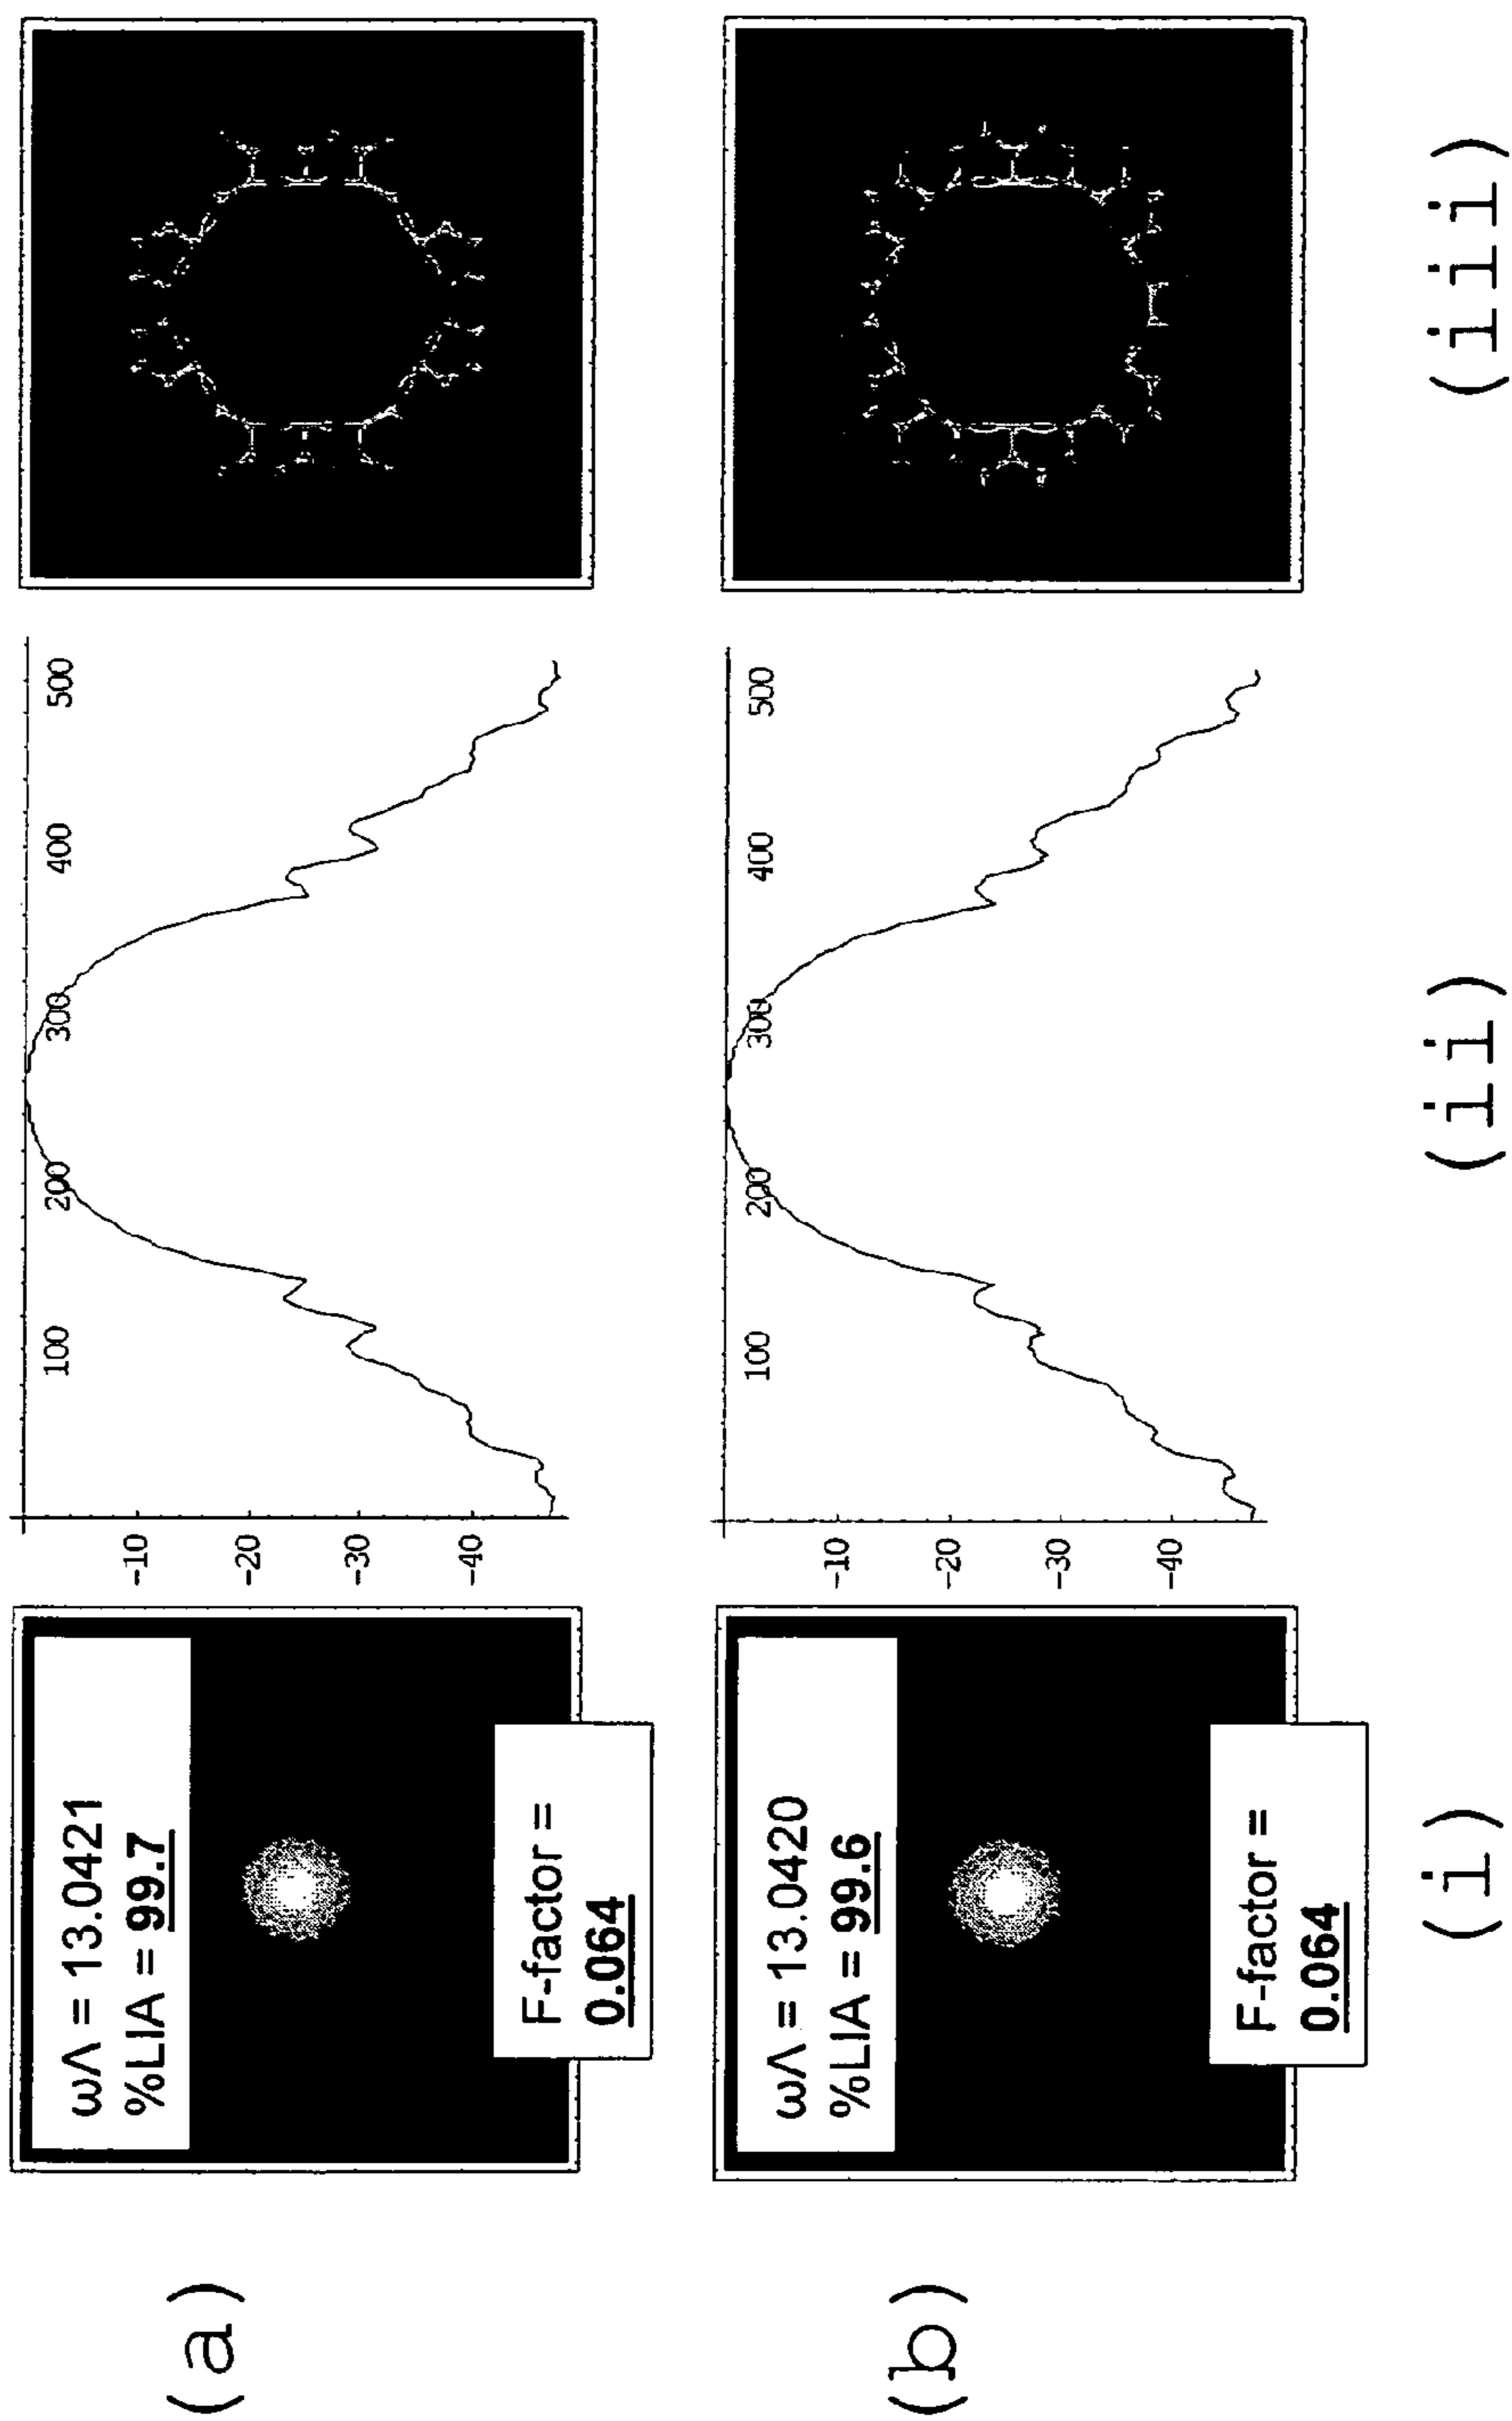 (a)
ωΛ = 13.0421
%LIA = 99.7
F-factor =
0.064
-10
-20
-30
-40
100
200
300
400
500
(b)
ωΛ = 13.0420
%LIA = 99.6
F-factor =
0.064
-10
-20
-30
-40
100
200
300
400
500
(i)
(ii)
(iii)